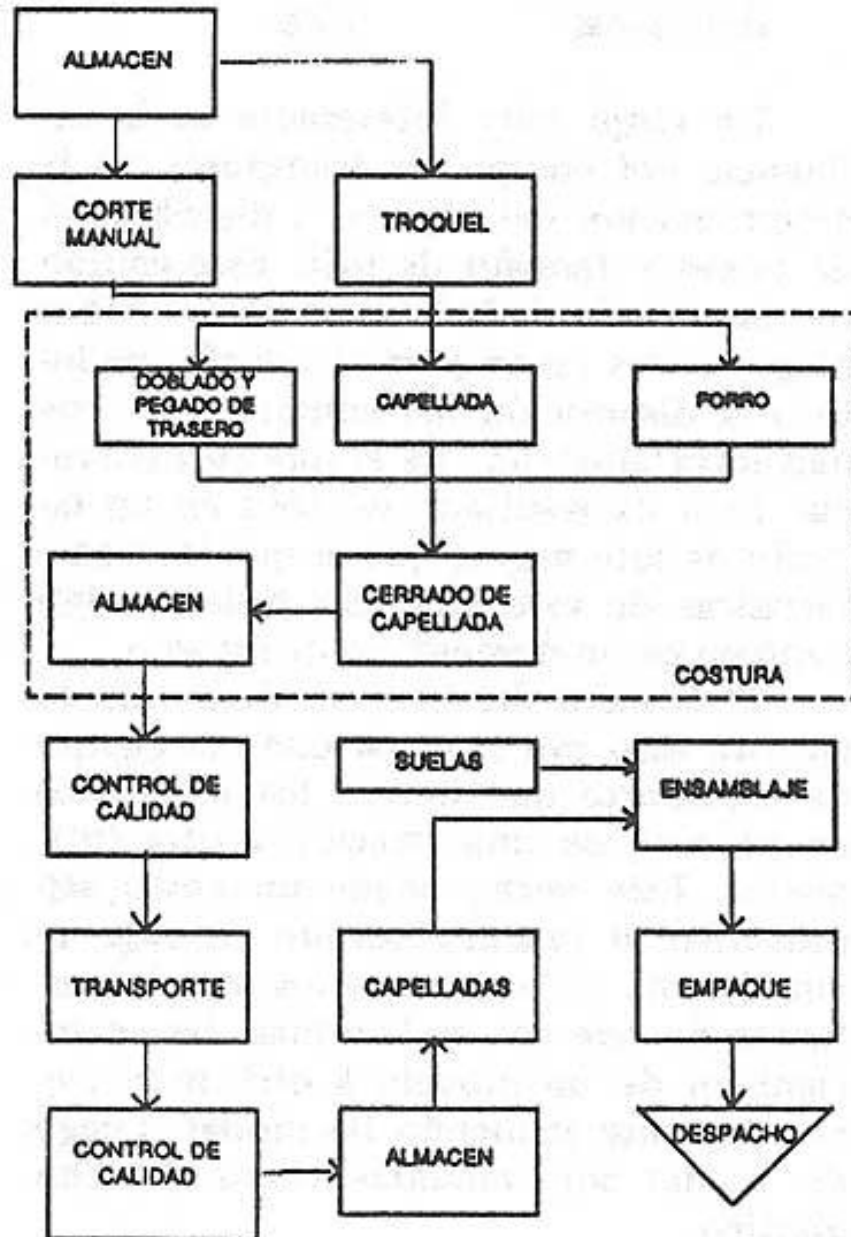 ALMACEN
CORTE
MANUAL
TROQUEL
DOBLADO Y
PEGADO DE
TRASERO
CAPELLADA
FORRO
ALMACEN
CERRADO DE
CAPELLADA
COSTURA
CONTROL DE
CALIDAD
SUELAS
ENSAMSLAJE
TRANSPORTE
CAPELLADAS
EMPAQUE
CONTROL DE
CALIDAD
ALMACEN
DESPACHO